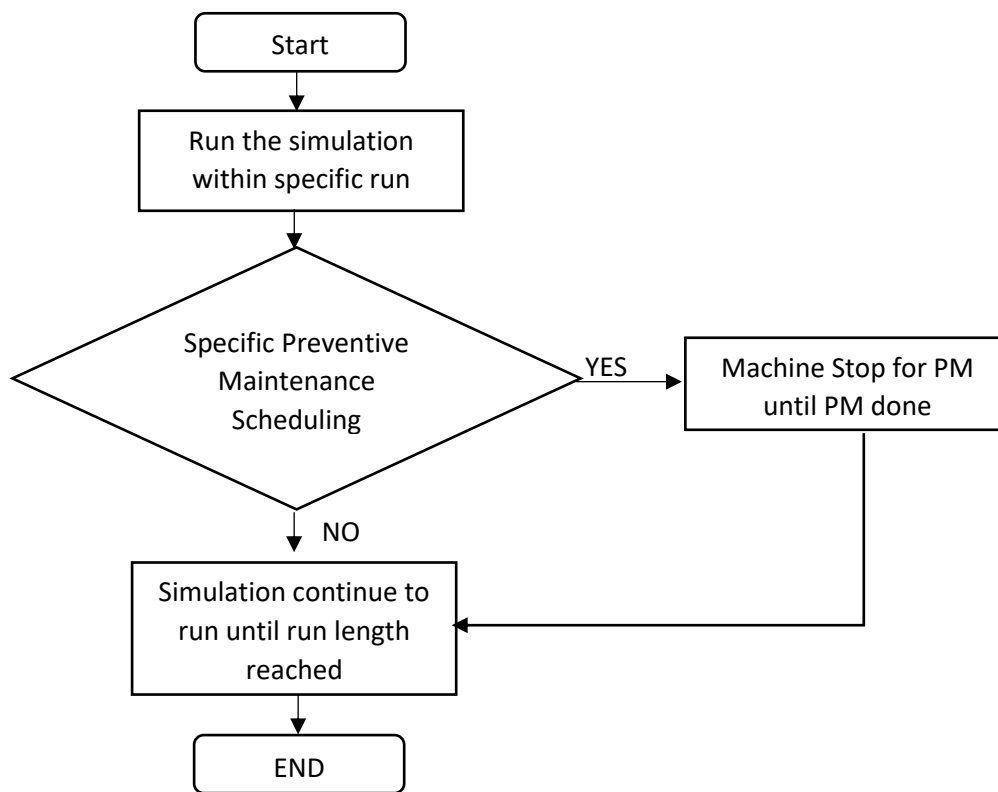 Start
Run the simulation
within specific run
Specific Preventive
Maintenance
Scheduling
YES
Machine Stop for PM
until PM done
NO
Simulation continue to
run until run length
reached
END